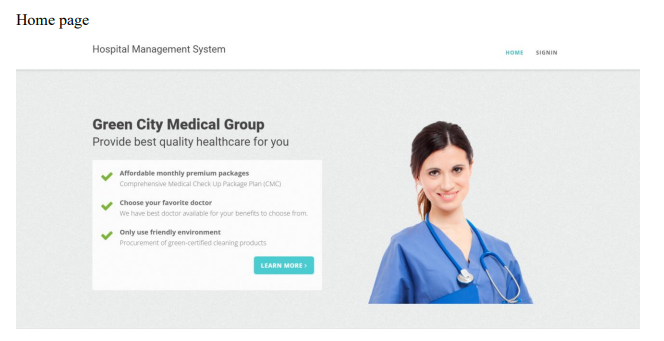 Home page
Hospital Management System
HOME SIGNIN
Green City Medical Group
Provide best quality healthcare for you
Affordable monthly premium packages
Comprehensive Medical Check Up Package Plan (CMC)
Choose your favorite doctor
We have best doctor available for your benefits to choose from.
Only use friendly environment
Procurement of green-certified cleaning products
LEARN MORE ›